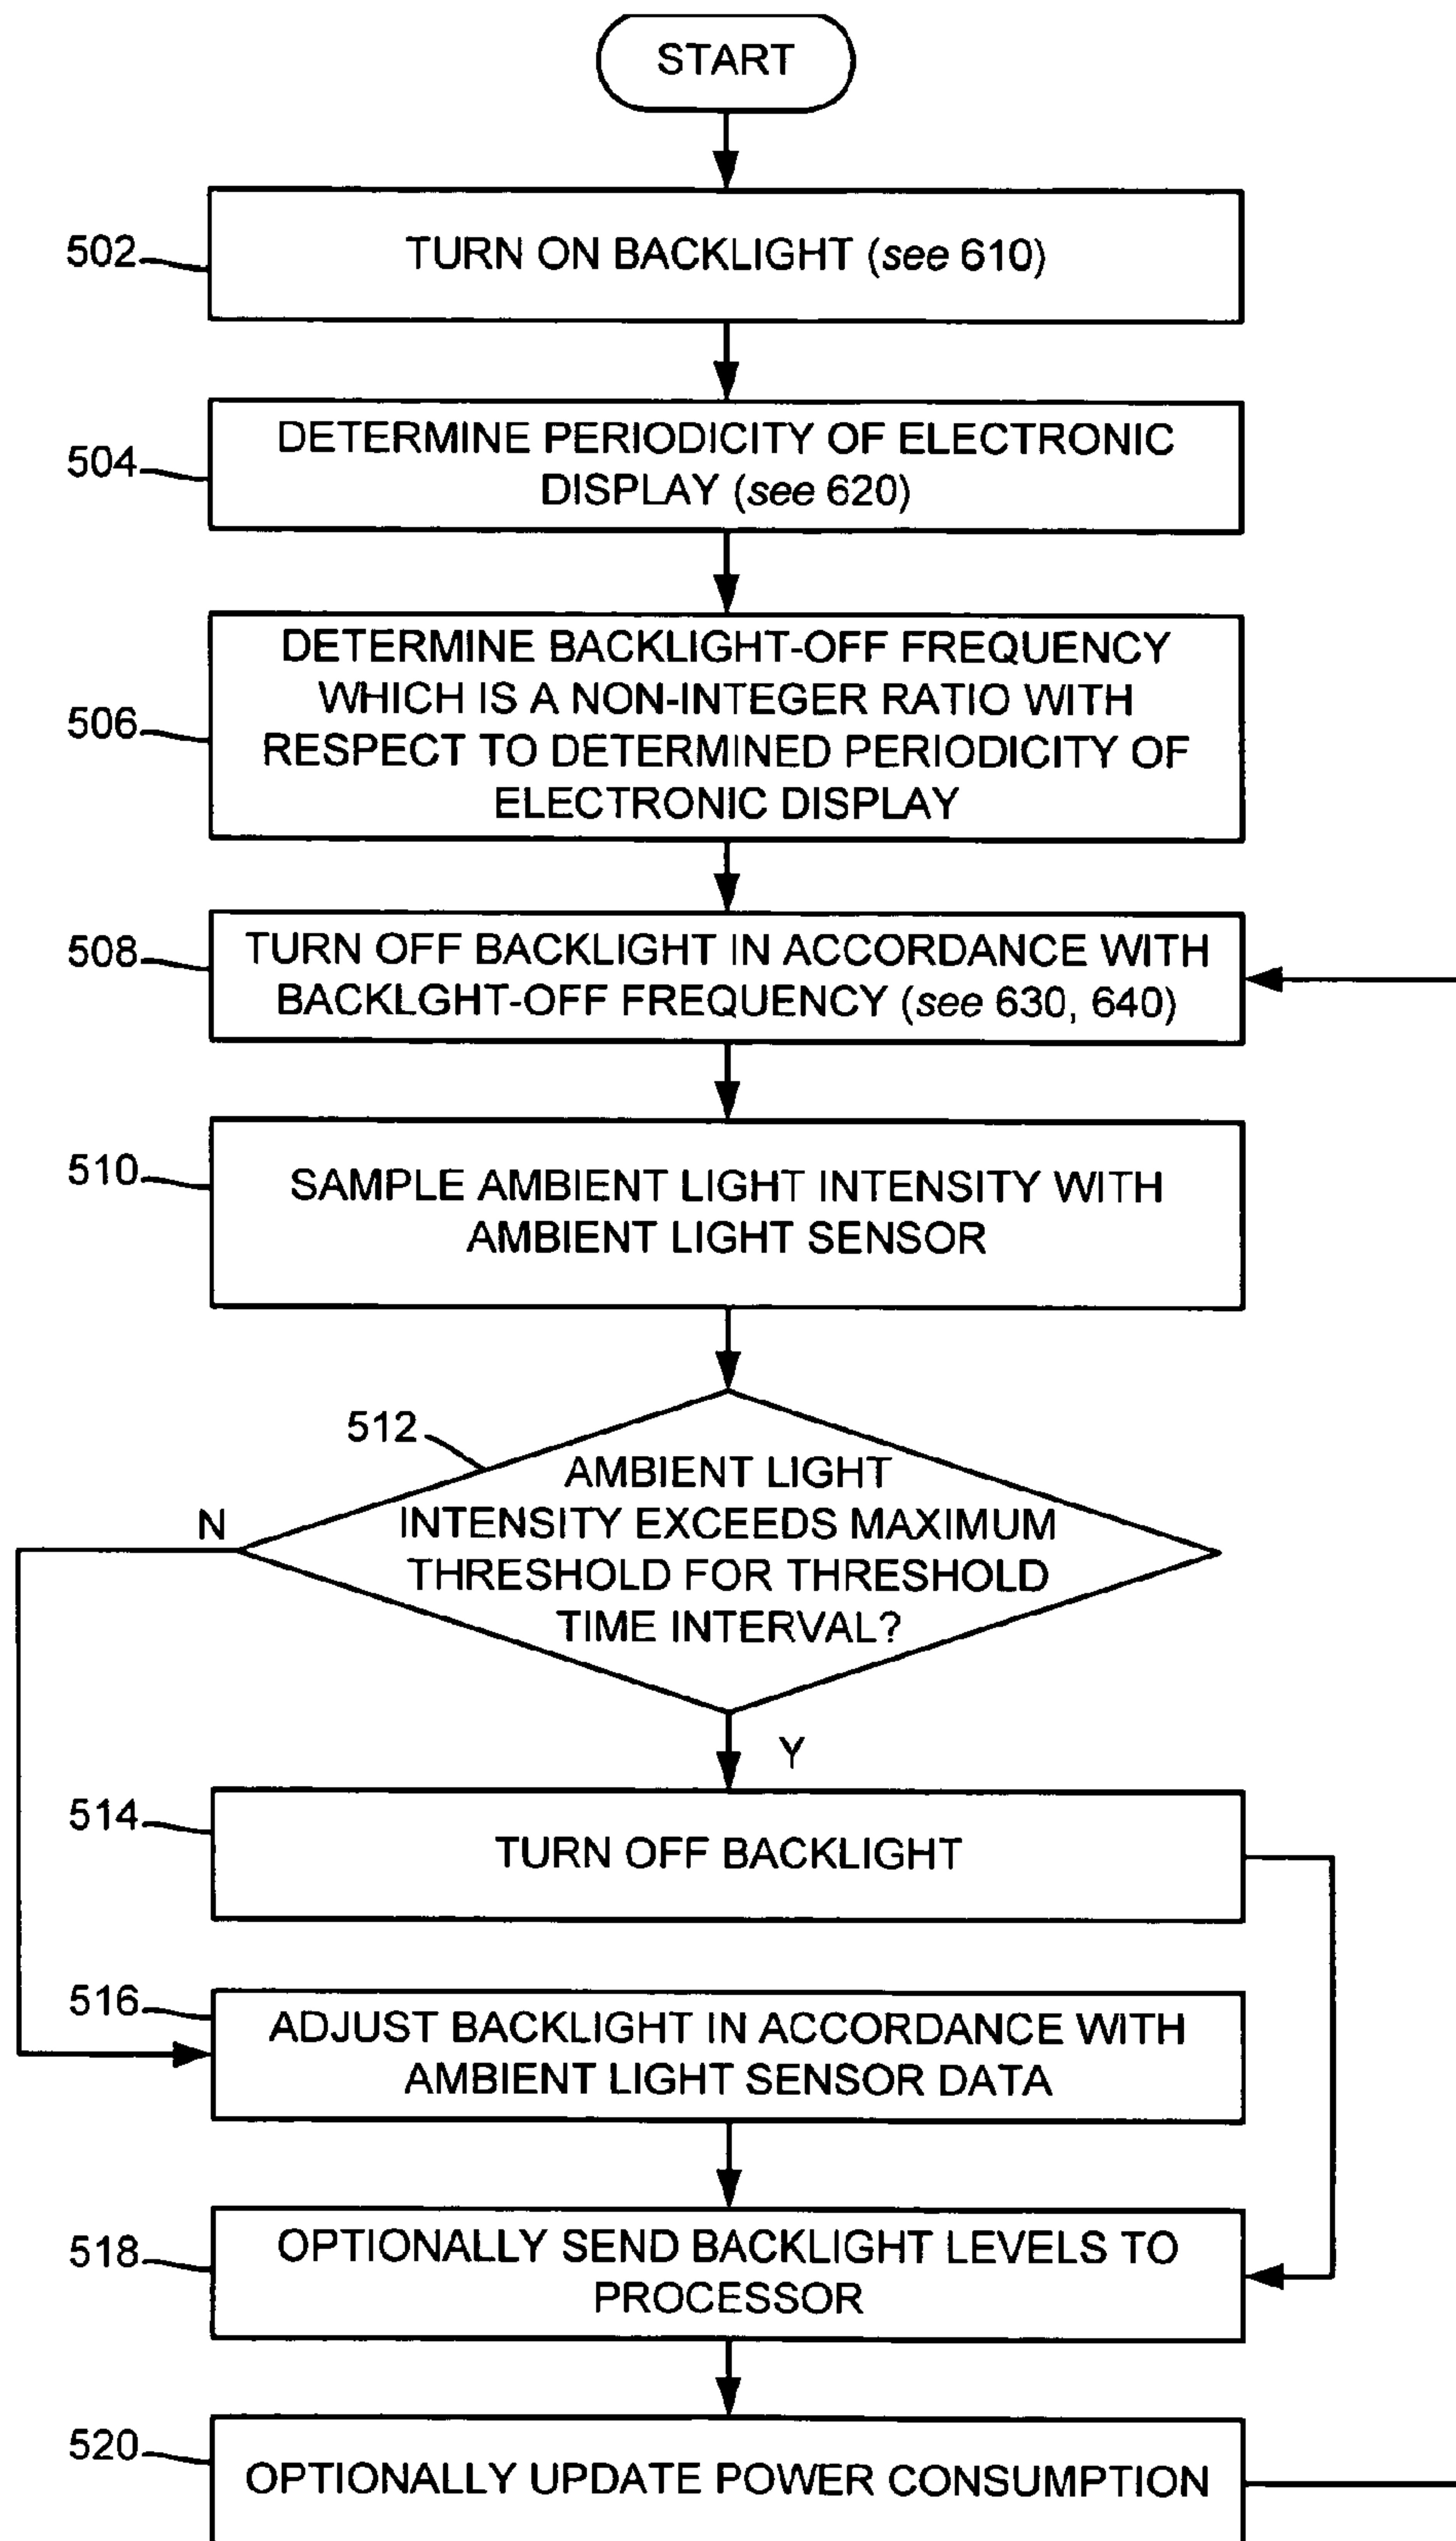 START
502
TURN ON BACKLIGHT (see 610)
504
DETERMINE PERIODICITY OF ELECTRONIC
DISPLAY (see 620)
506
DETERMINE BACKLIGHT-OFF FREQUENCY
WHICH IS A NON-INTEGER RATIO WITH
RESPECT TO DETERMINED PERIODICITY OF
ELECTRONIC DISPLAY
508
TURN OFF BACKLIGHT IN ACCORDANCE WITH
BACKLGHT-OFF FREQUENCY (see 630, 640)
510
SAMPLE AMBIENT LIGHT INTENSITY WITH
AMBIENT LIGHT SENSOR
512
AMBIENT LIGHT
INTENSITY EXCEEDS MAXIMUM
THRESHOLD FOR THRESHOLD
TIME INTERVAL?
N
Y
514
TURN OFF BACKLIGHT
516
ADJUST BACKLIGHT IN ACCORDANCE WITH
AMBIENT LIGHT SENSOR DATA
518
OPTIONALLY SEND BACKLIGHT LEVELS TO
PROCESSOR
520
OPTIONALLY UPDATE POWER CONSUMPTION